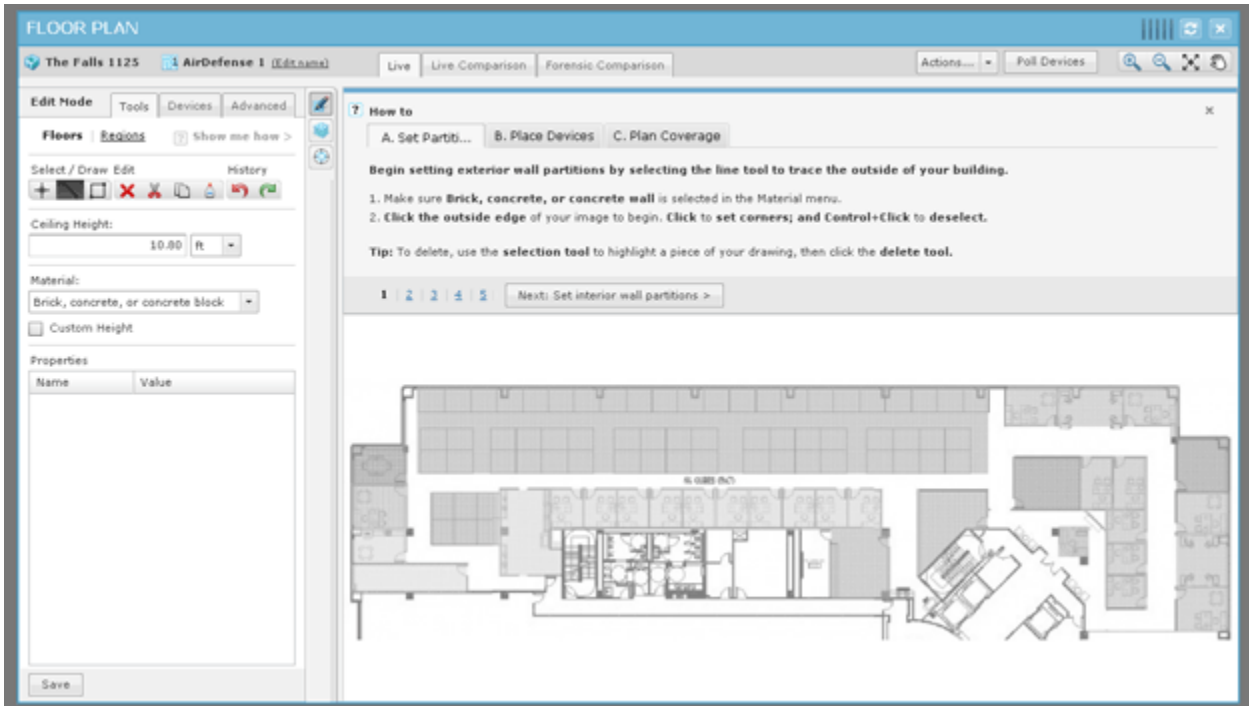 FLOOR PLAN
The Falls 1125 AirDefense 1 (Edit name) Live Live Comparison Forensic Comparison Actions... Poll Devices
Edit Mode Tools Devices Advanced
Floors | Regions ? Show me how >
Select / Draw Edit History
Ceiling Height:
10.80 ft
Material:
Brick, concrete, or concrete block
Custom Height
Properties
Name Value
Save
? How to
A. Set Partiti... B. Place Devices C. Plan Coverage
Begin setting exterior wall partitions by selecting the line tool to trace the outside of your building.
1. Make sure Brick, concrete, or concrete wall is selected in the Material menu.
2. Click the outside edge of your image to begin. Click to set corners; and Control+Click to deselect.
Tip: To delete, use the selection tool to highlight a piece of your drawing, then click the delete tool.
1 | 2 | 3 | 4 | 5 Next: Set interior wall partitions >